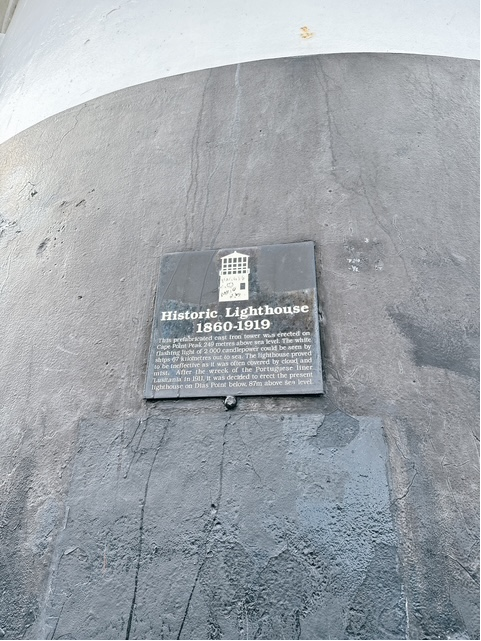 Historic Lighthouse
1860-1919
This prefabricated cast iron tower was erected on
Cape Point Peak 249 metres above sea level. The white
flashing light of 2 000 candlepower could be seen by
ships 67 kilometres out to sea. The lighthouse proved
to be ineffective as it was often covered by cloud and
mist. After the wreck of the Portuguese liner
Lusitania in 1911, it was decided to erect the present
lighthouse on Dias Point below, 87m above sea level.